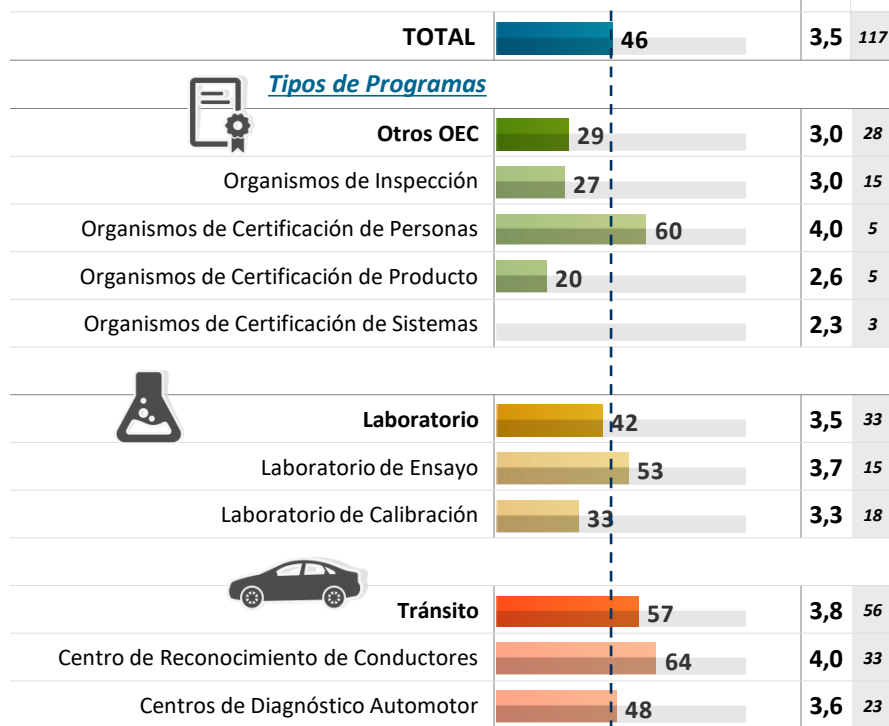 TOTAL 46 3,5 117
Tipos de Programas
Otros OEC 29 3,0 28
Organismos de Inspección 27 3,0 15
Organismos de Certificación de Personas 60 4,0 5
Organismos de Certificación de Producto 20 2,6 5
Organismos de Certificación de Sistemas 2,3 3
Laboratorio 42 3,5 33
Laboratorio de Ensayo 53 3,7 15
Laboratorio de Calibración 33 3,3 18
Tránsito 57 3,8 56
Centro de Reconocimiento de Conductores 64 4,0 33
Centros de Diagnóstico Automotor 48 3,6 23